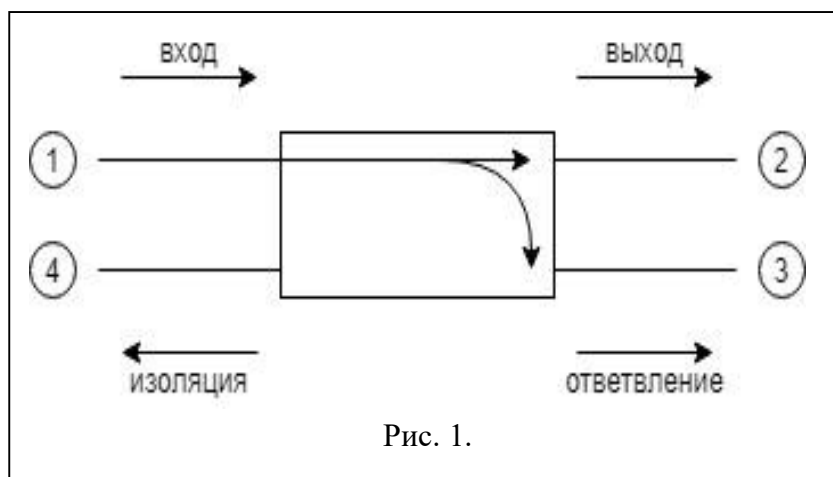 вход
выход
1
2
4
3
изоляция
ответвление
Рис. 1.